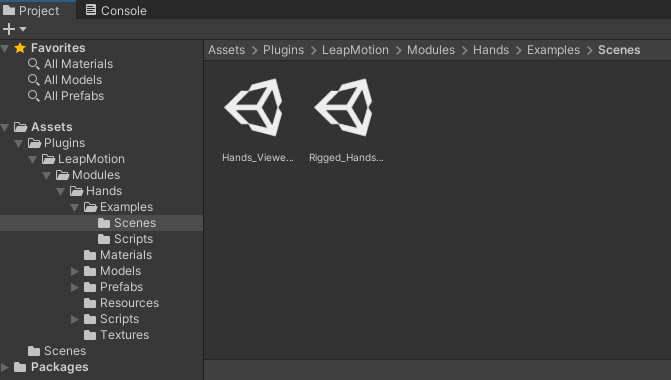 Project
Console
Favorites
All Materials
All Models
All Prefabs
Assets
Plugins
LeapMotion
Modules
Hands
Examples
Scenes
Scripts
Materials
Models
Prefabs
Resources
Scripts
Textures
Scenes
Packages
Assets > Plugins > LeapMotion > Modules > Hands > Examples > Scenes
Hands_Viewe...
Rigged_Hands...